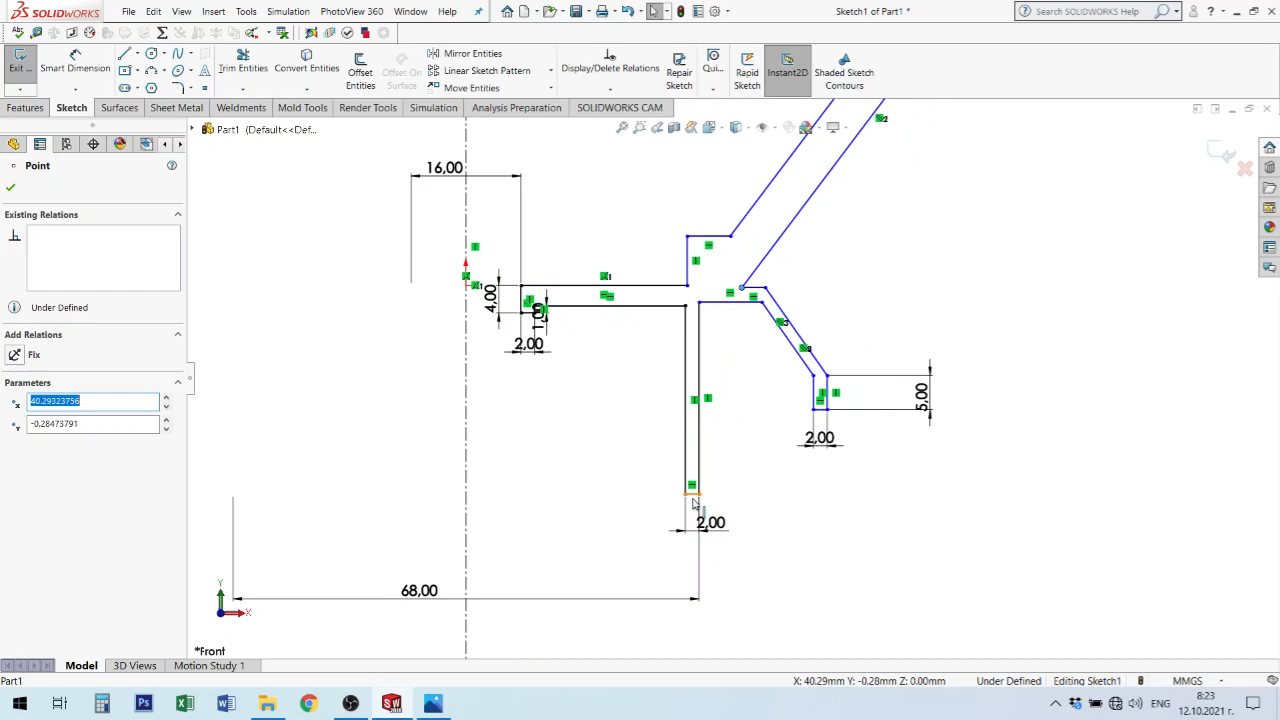 SOLIDWORKS File Edit View Insert Tools Simulation PhotoView 360 Window Help Sketch1 of Part1 * Search SOLIDWORKS Help
Exit ... Smart Dimension Trim Entities Convert Entities Offset Entities Offset On Surface Mirror Entities Linear Sketch Pattern Move Entities Display/Delete Relations Repair Sketch Qui... Rapid Sketch Instant2D Shaded Sketch Contours
Features Sketch Surfaces Sheet Metal Weldments Mold Tools Render Tools Simulation Analysis Preparation SOLIDWORKS CAM
Part1 (Default<<Def...
Point
Existing Relations
Under Defined
Add Relations
Fix
Parameters
40.29323756
-0.28473791
16,00
4,00
1,00
2,00
5,00
2,00
2,00
68,00
Y
X
*Front
Model 3D Views Motion Study 1
Part1 X: 40.29mm Y: -0.28mm Z: 0.00mm Under Defined Editing Sketch1 MMGS
ENG 8:23
12.10.2021 г.